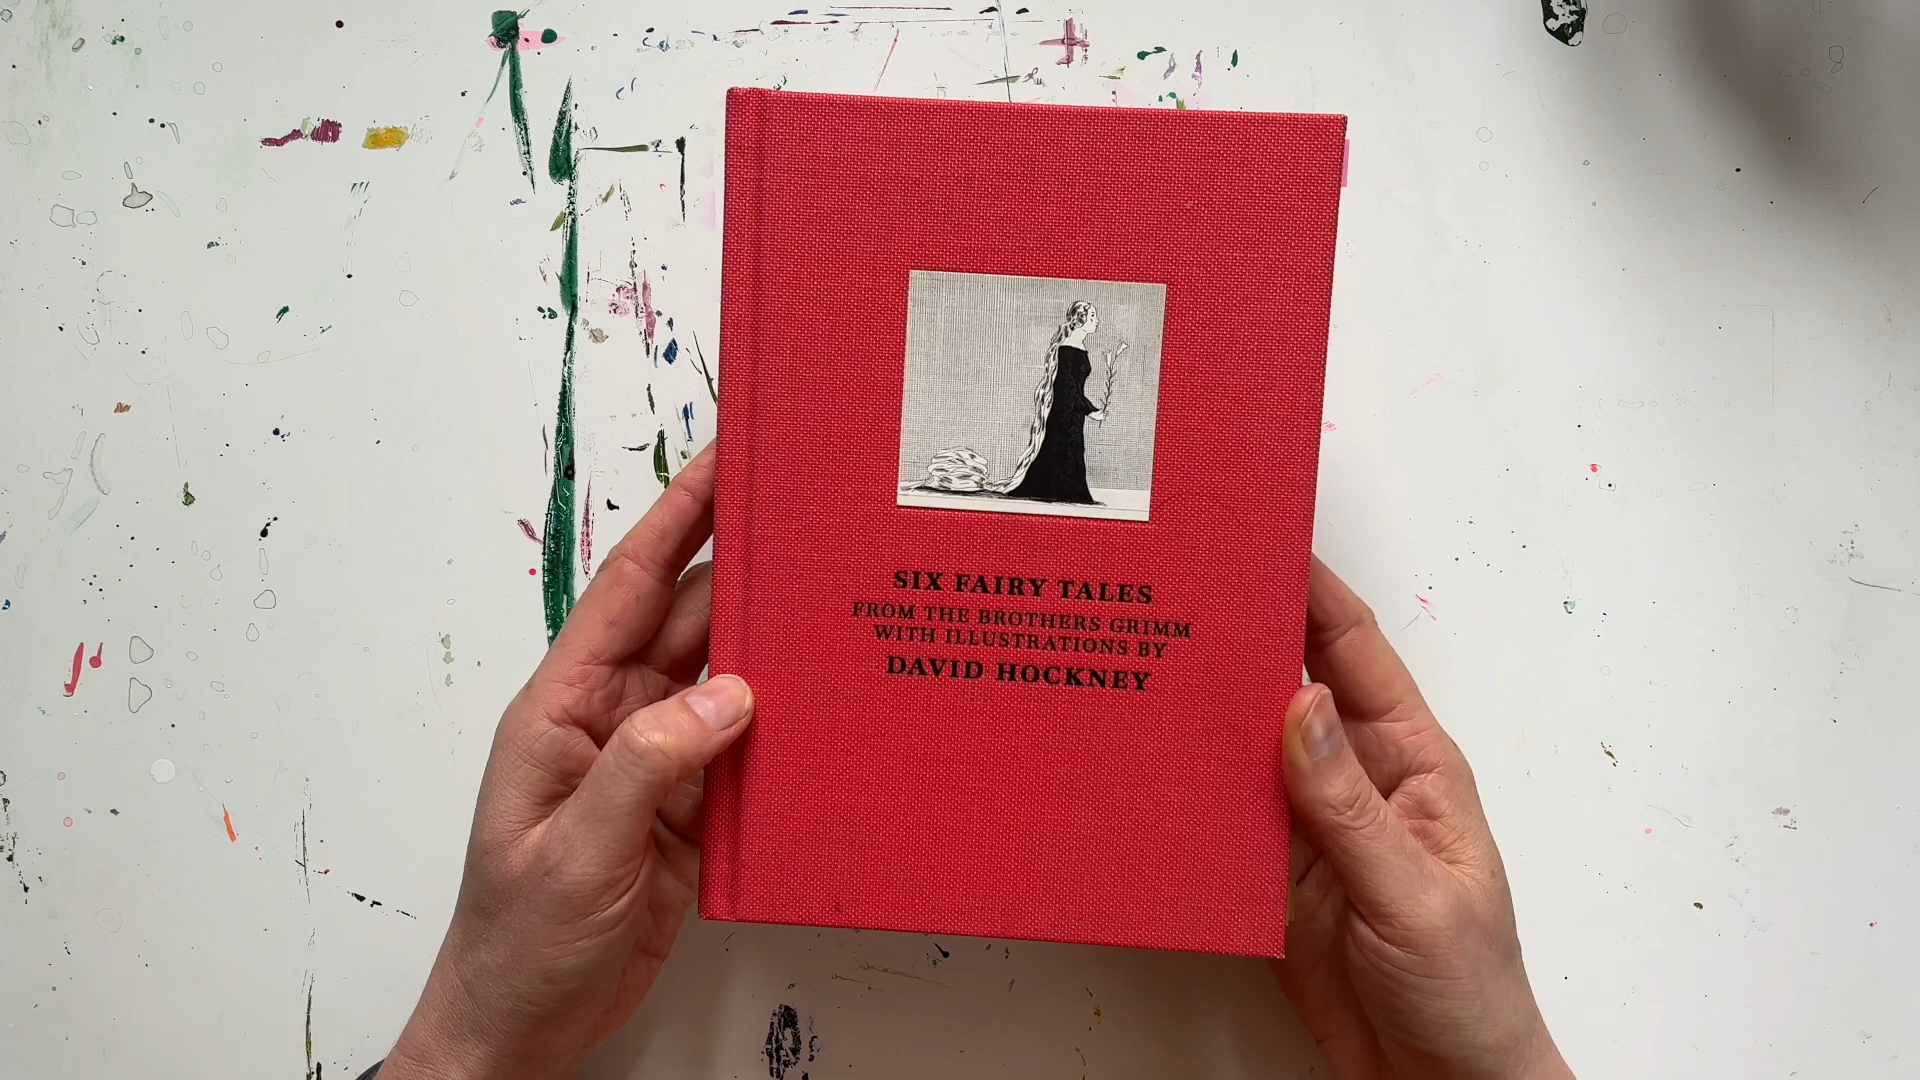 SIX FAIRY TALES
FROM THE BROTHERS GRIMM
WITH ILLUSTRATIONS BY
DAVID HOCKNEY